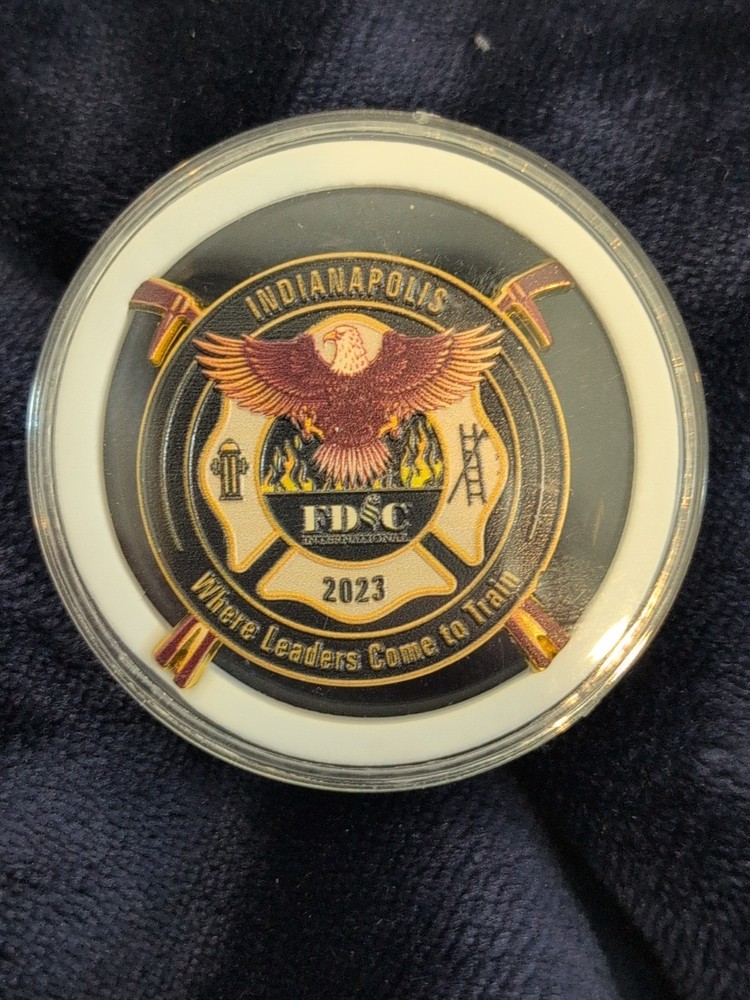 INDIANAPOLIS
FDIC
INTERNATIONAL
2023
Where Leaders Come to Train